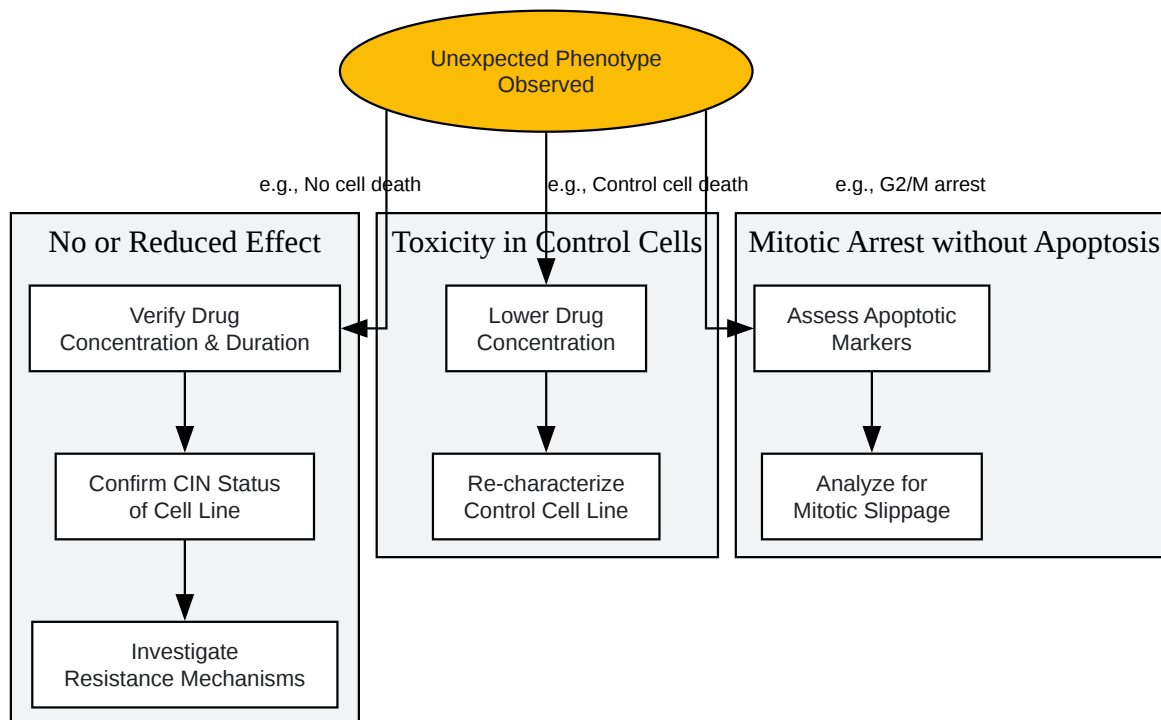 Unexpected Phenotype
Observed
e.g., No cell death
e.g., Control cell death
e.g., G2/M arrest
No or Reduced Effect
Toxicity in Control Cells
Mitotic Arrest without Apoptosis
Verify Drug
Concentration & Duration
Lower Drug
Concentration
Assess Apoptotic
Markers
Confirm CIN Status
of Cell Line
Re-characterize
Control Cell Line
Analyze for
Mitotic Slippage
Investigate
Resistance Mechanisms